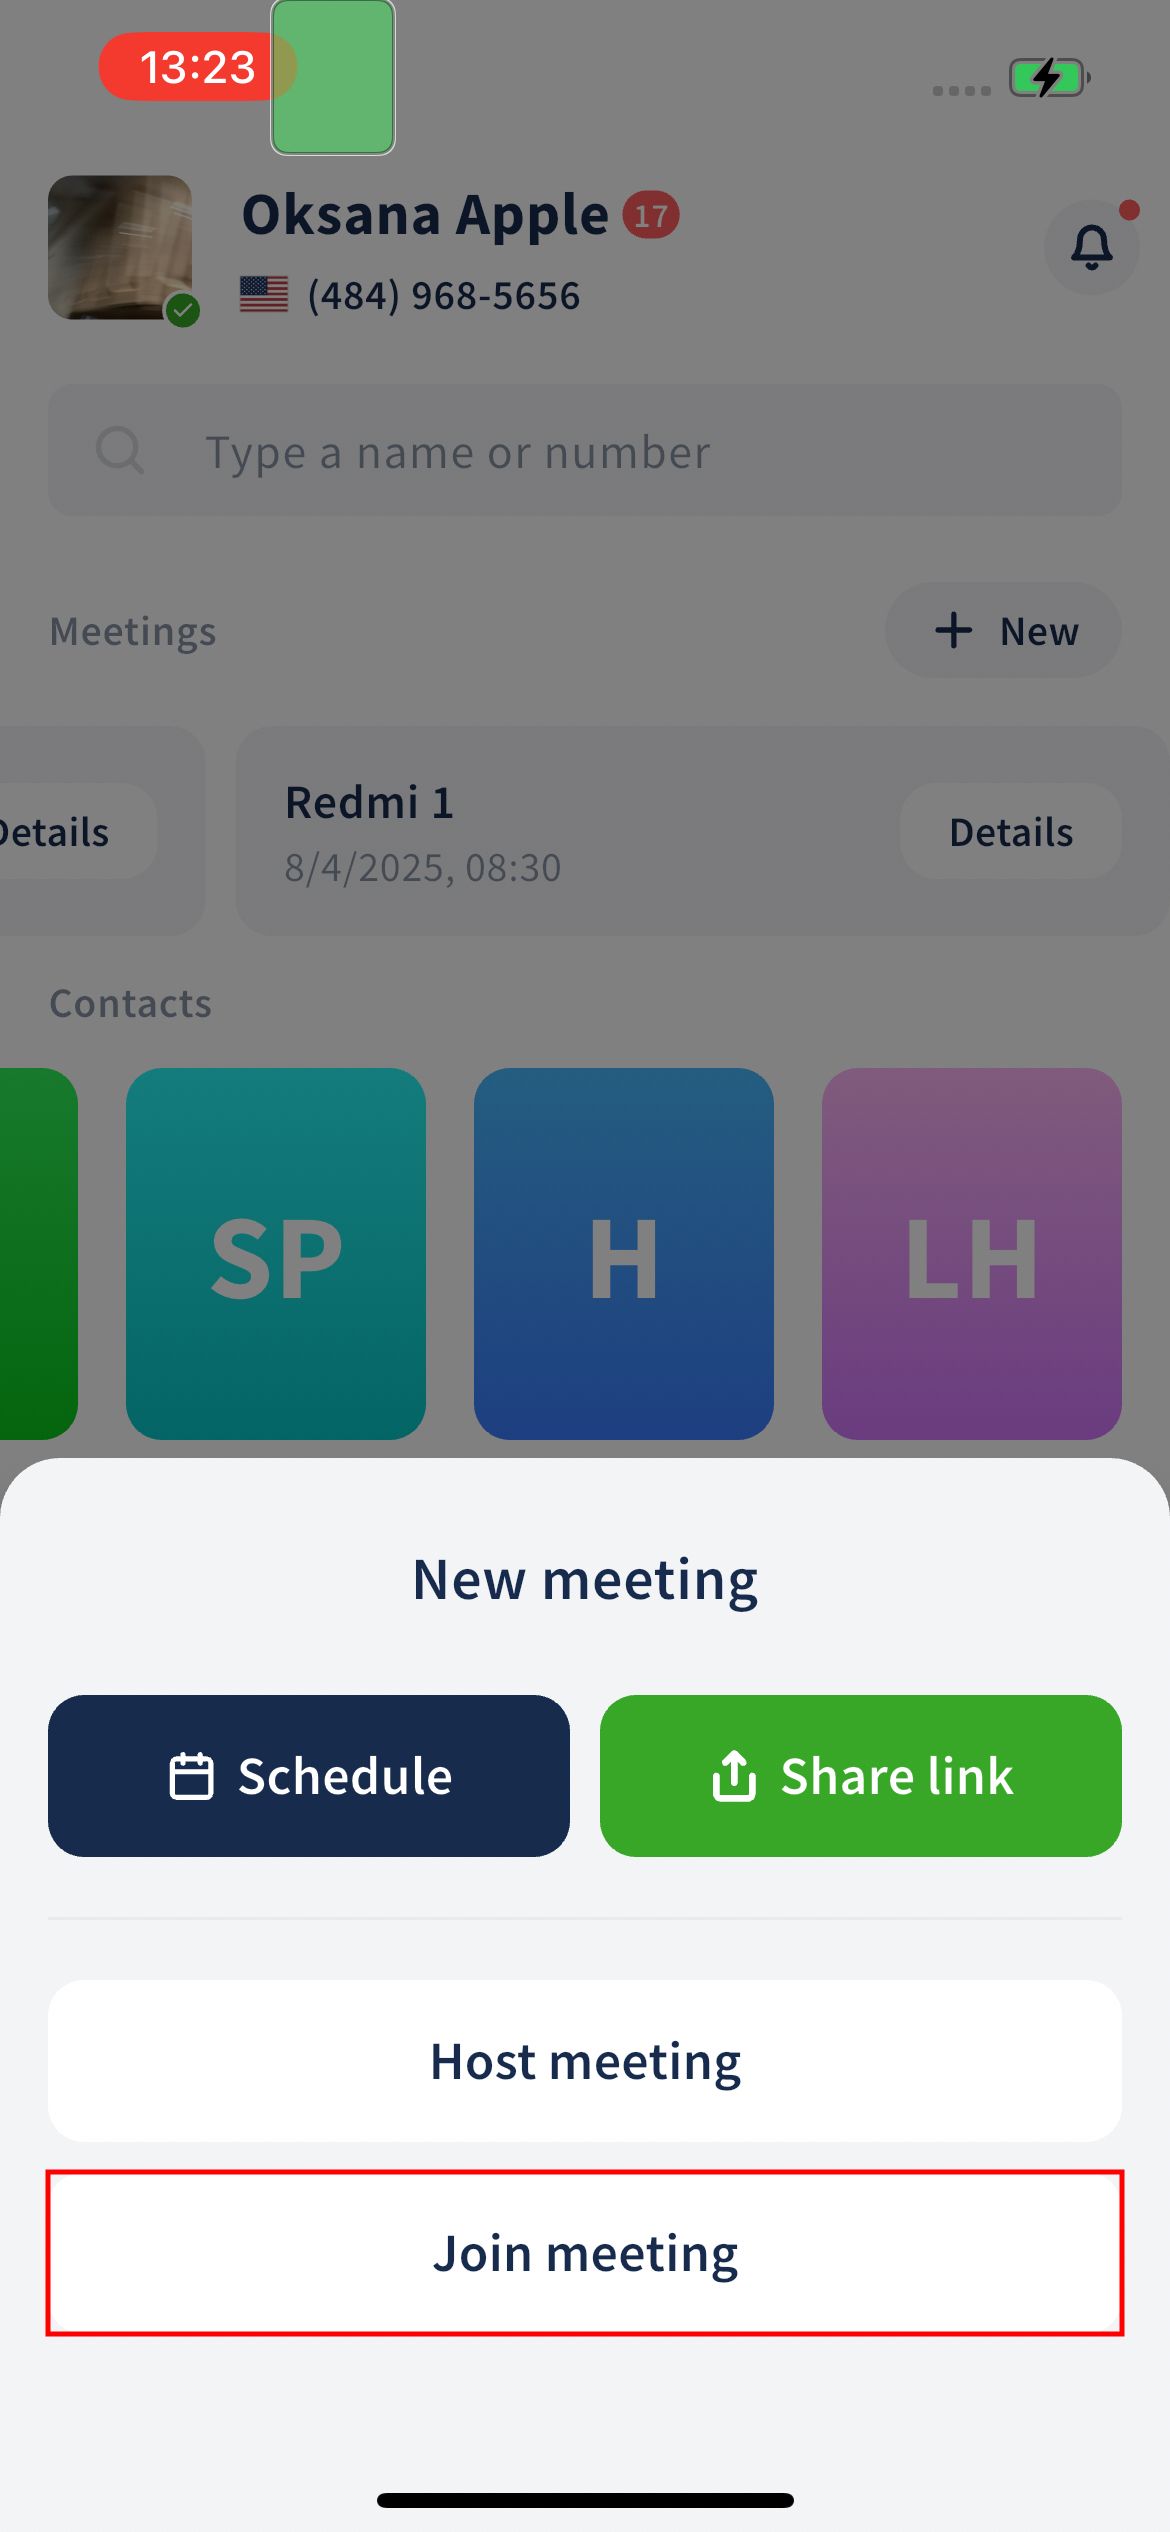 13:23
Oksana Apple 17
(484) 968-5656
Type a name or number
Meetings
New
Details
Redmi 1
8/4/2025, 08:30
Details
Contacts
SP
H
LH
New meeting
Schedule
Share link
Host meeting
Join meeting